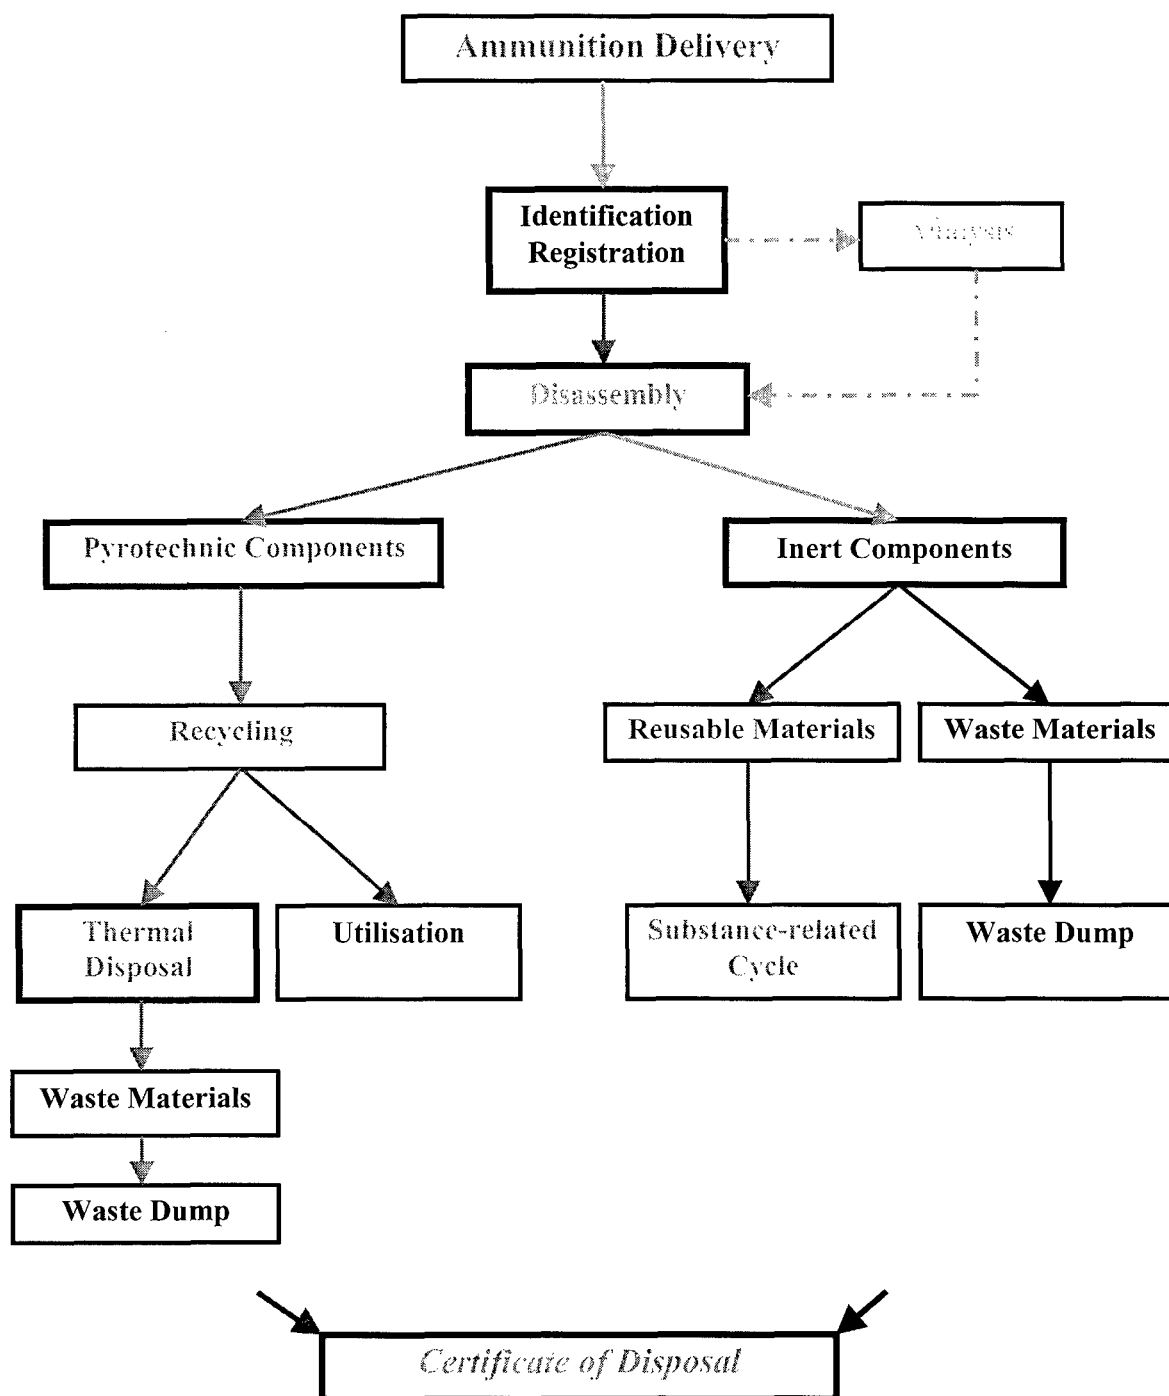 Ammunition Delivery
Identification
Registration
Analysis
Disassembly
Pyrotechnic Components
Inert Components
Recycling
Reusable Materials
Waste Materials
Thermal
Disposal
Utilisation
Substance-related
Cycle
Waste Dump
Waste Materials
Waste Dump
Certificate of Disposal